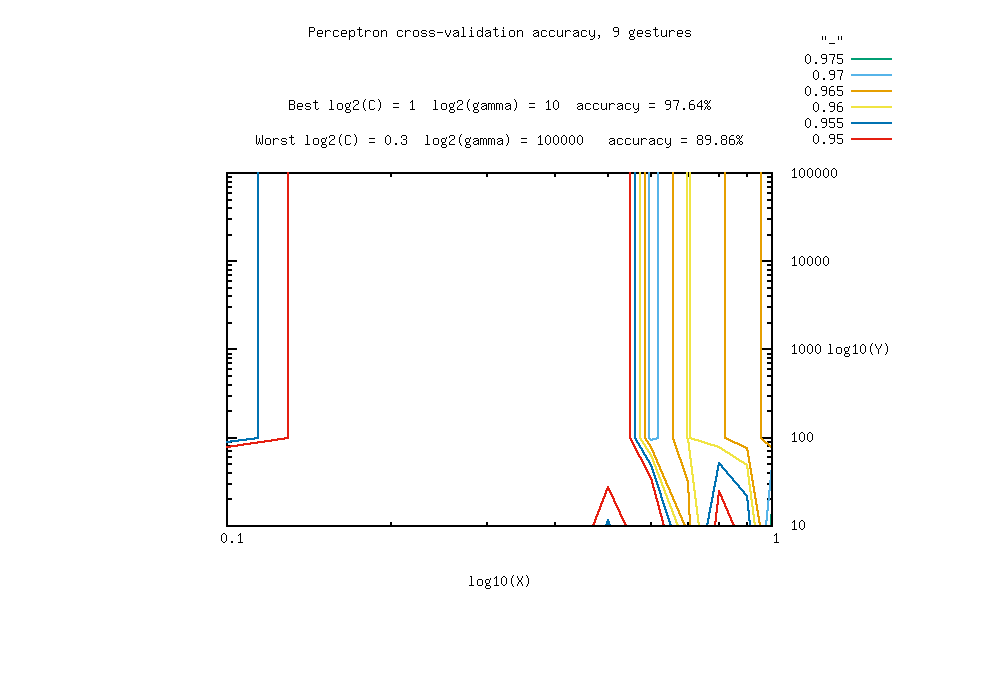 Perceptron cross-validation accuracy, 9 gestures
"_"
0.975
0.97
0.965
0.96
0.955
0.95
Best log2(C) = 1  log2(gamma) = 10  accuracy = 97.64%
Worst log2(C) = 0.3  log2(gamma) = 100000   accuracy = 89.86%
100000
10000
1000 log10(Y)
100
10
0.1 1
log10(X)